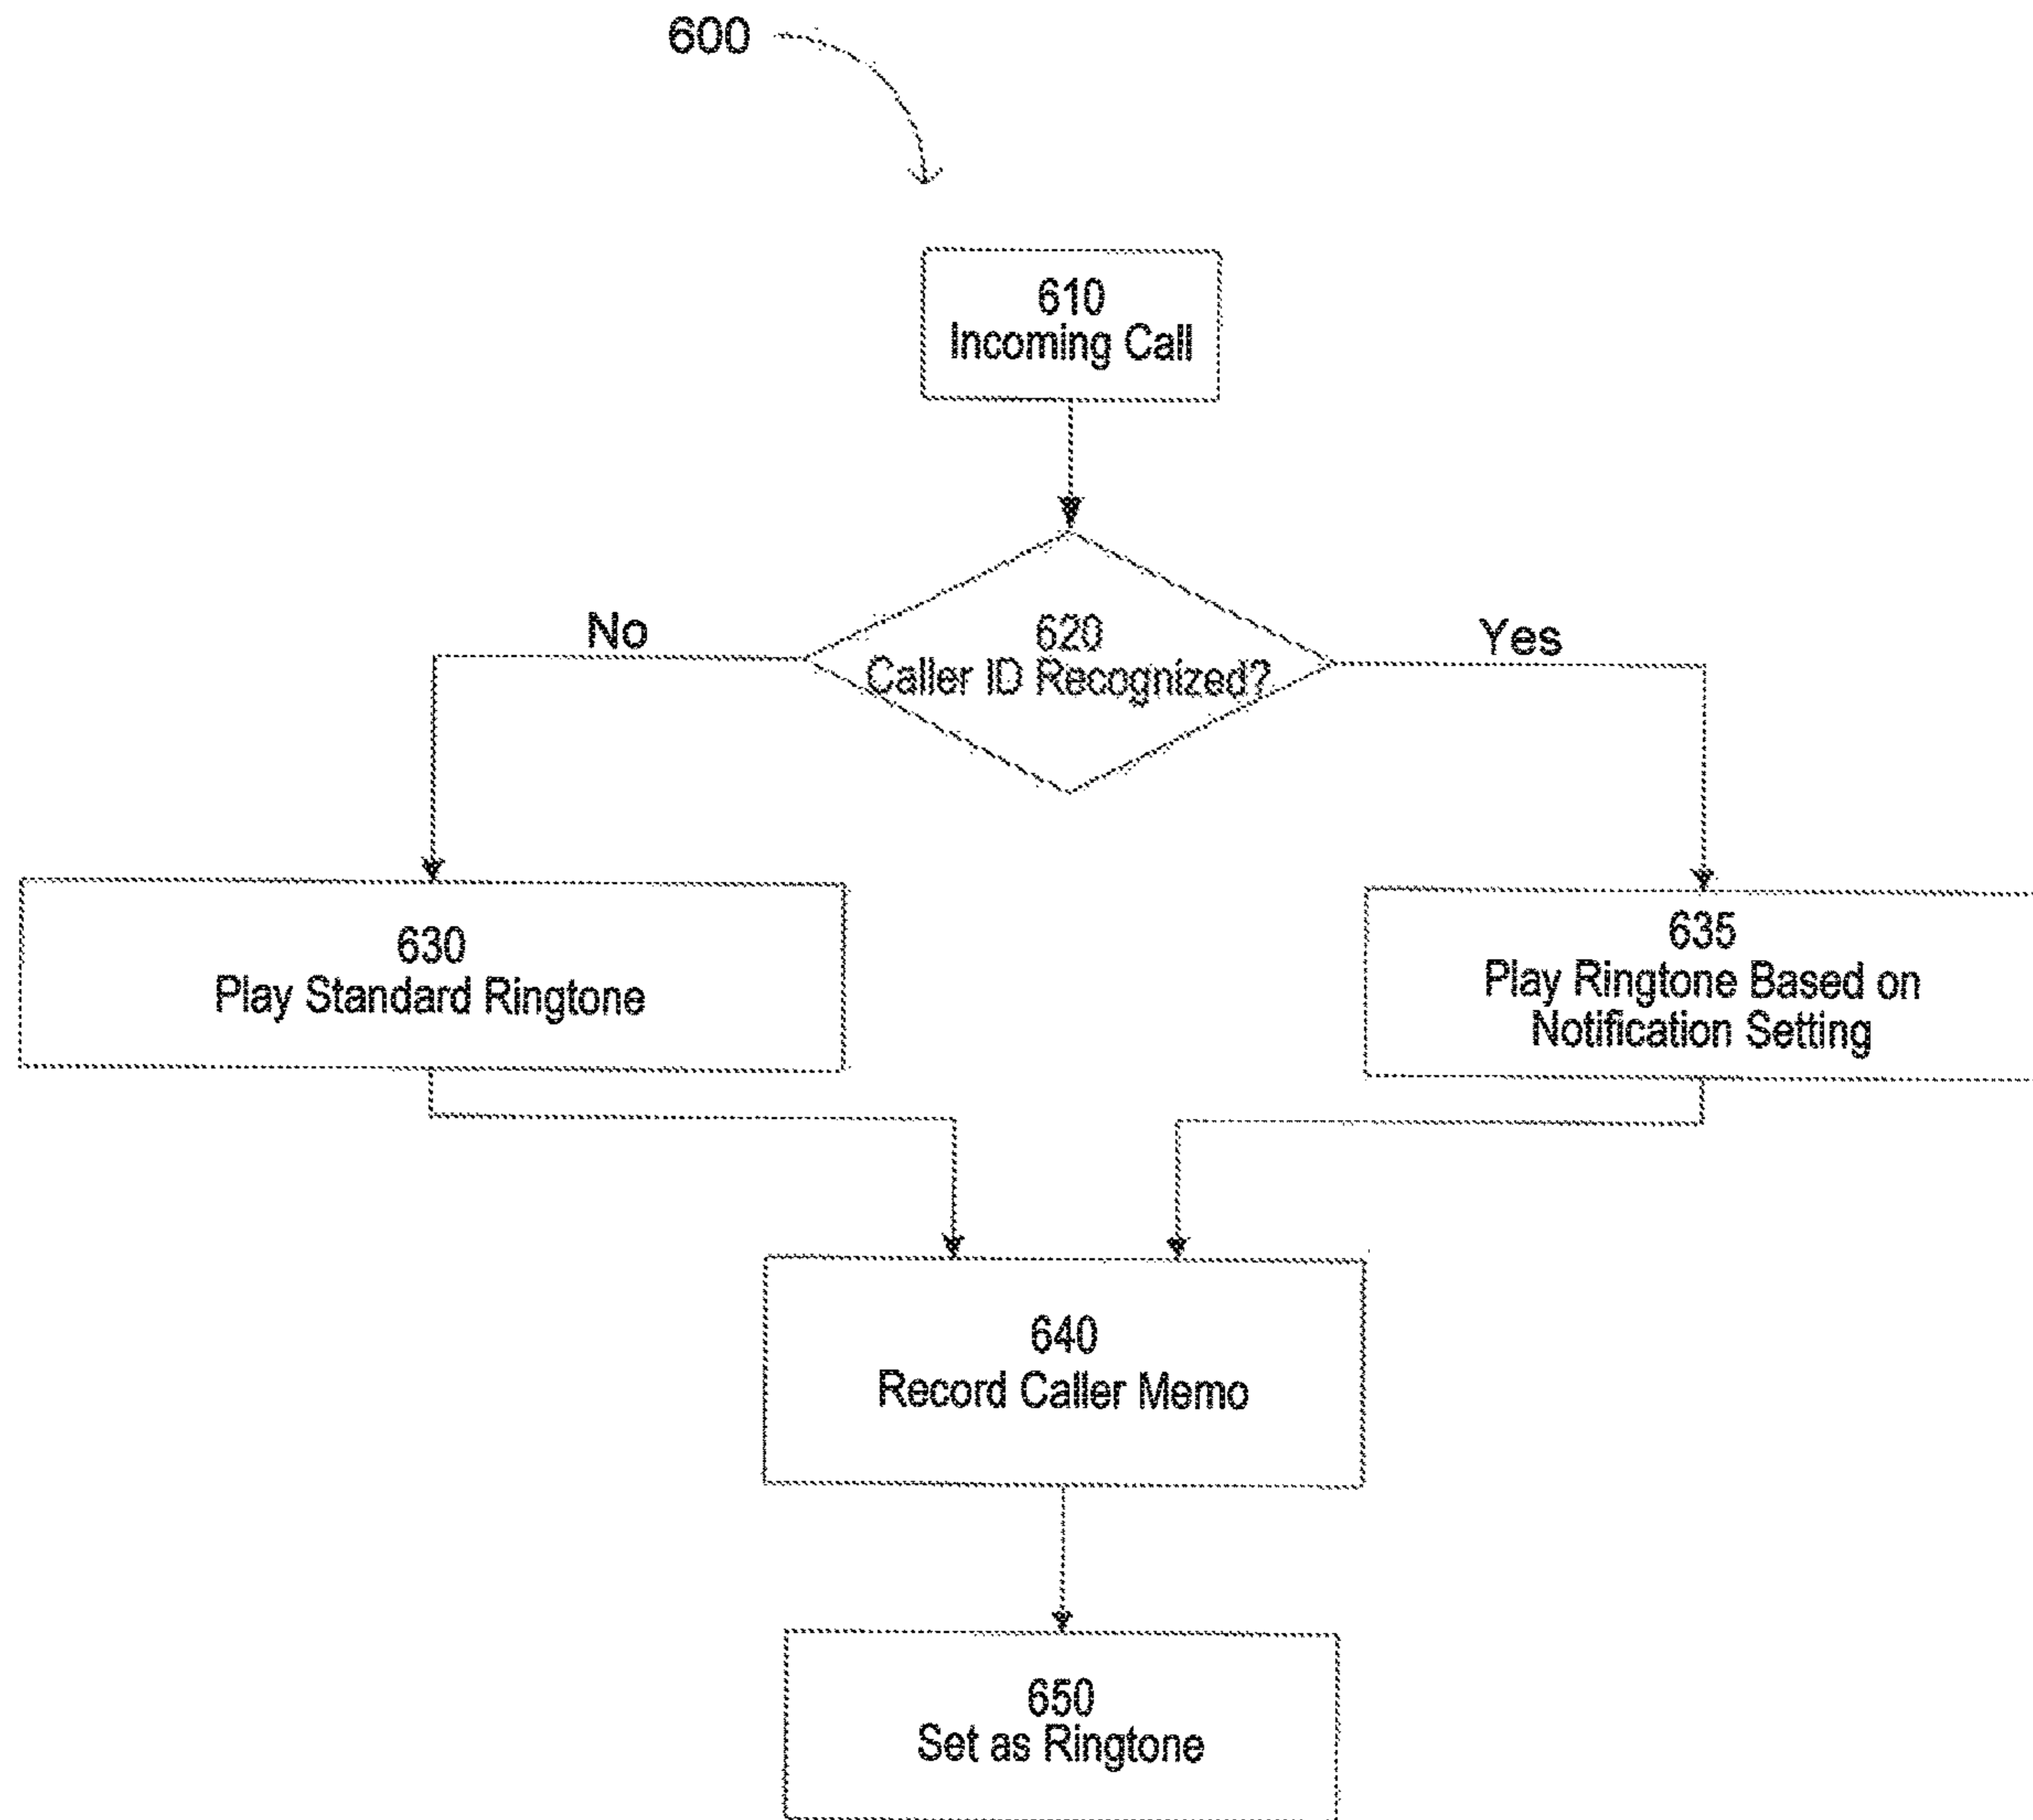 600
610
Incoming Call
620
Caller ID Recognized?
No
Yes
630
Play Standard Ringtone
635
Play Ringtone Based on
Notification Setting
640
Record Caller Memo
650
Set as Ringtone